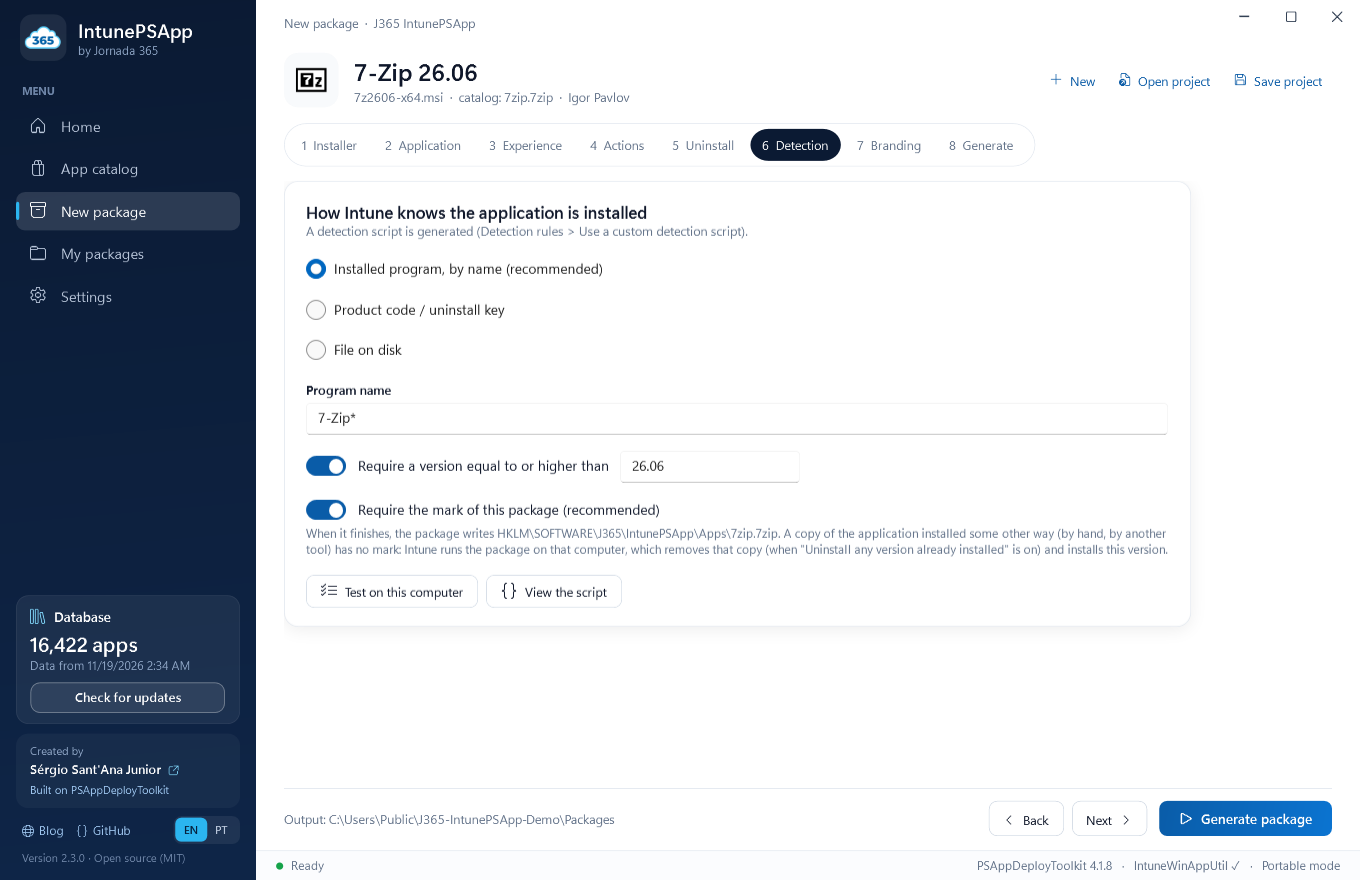 365
IntunePSApp
by Jornada 365
MENU
Home
App catalog
New package
My packages
Settings
Database
16,422 apps
Data from 11/19/2026 2:34 AM
Check for updates
Created by
Sérgio Sant'Ana Junior
Built on PSAppDeployToolkit
Blog
{ } GitHub
EN
PT
Version 2.3.0 · Open source (MIT)
New package · J365 IntunePSApp
7z
7-Zip 26.06
7z2606-x64.msi · catalog: 7zip.7zip · Igor Pavlov
New
Open project
Save project
1 Installer
2 Application
3 Experience
4 Actions
5 Uninstall
6 Detection
7 Branding
8 Generate
How Intune knows the application is installed
A detection script is generated (Detection rules > Use a custom detection script).
Installed program, by name (recommended)
Product code / uninstall key
File on disk
Program name
7-Zip*
Require a version equal to or higher than 26.06
Require the mark of this package (recommended)
When it finishes, the package writes HKLM\SOFTWARE\J365\IntunePSApp\Apps\7zip.7zip. A copy of the application installed some other way (by hand, by another
tool) has no mark: Intune runs the package on that computer, which removes that copy (when "Uninstall any version already installed" is on) and installs this version.
Test on this computer
{ } View the script
Output: C:\Users\Public\J365-IntunePSApp-Demo\Packages
Back
Next
Generate package
Ready
PSAppDeployToolkit 4.1.8 · IntuneWinAppUtil ✓ · Portable mode